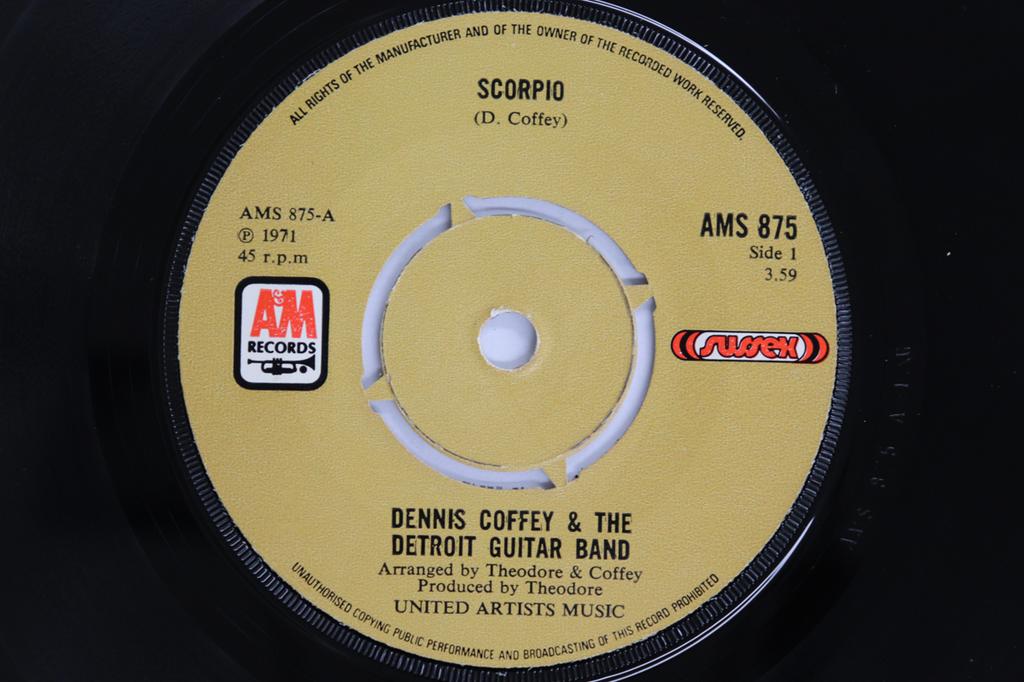 ALL RIGHTS OF THE MANUFACTURER AND OF THE OWNER OF THE RECORDED WORK RESERVED.
SCORPIO
(D. Coffey)
AMS 875-A
℗ 1971
45 r.p.m
A&M
RECORDS
AMS 875
Side 1
3.59
sussex
DENNIS COFFEY & THE
DETROIT GUITAR BAND
Arranged by Theodore & Coffey
Produced by Theodore
UNITED ARTISTS MUSIC
UNAUTHORISED COPYING PUBLIC PERFORMANCE AND BROADCASTING OF THIS RECORD PROHIBITED